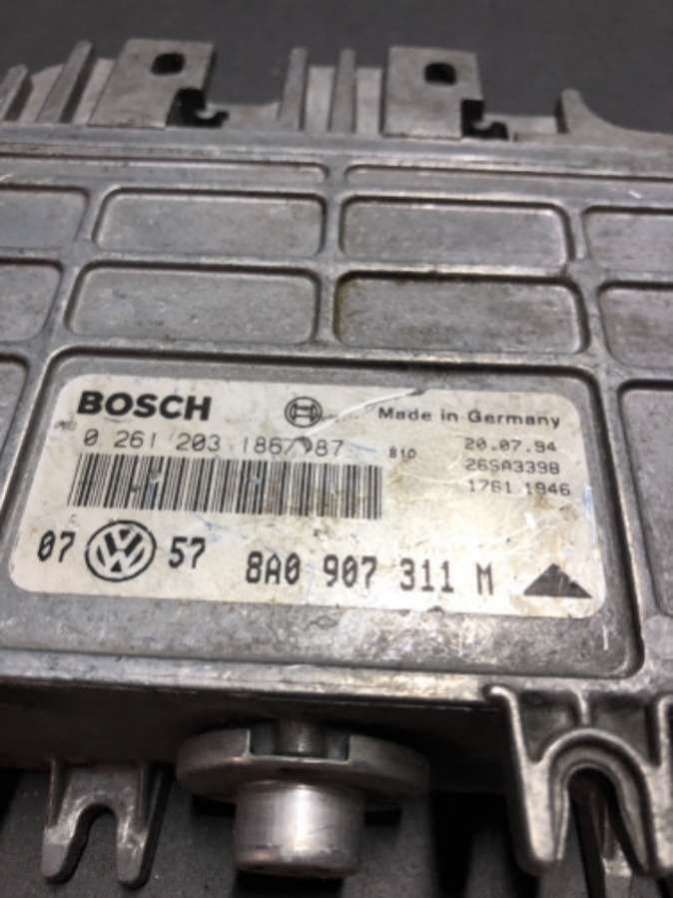 BOSCH
Made in Germany
0 261 203 186/187 B10 20.07.94
26SA3398
1761 1946
07 57 8A0 907 311 M